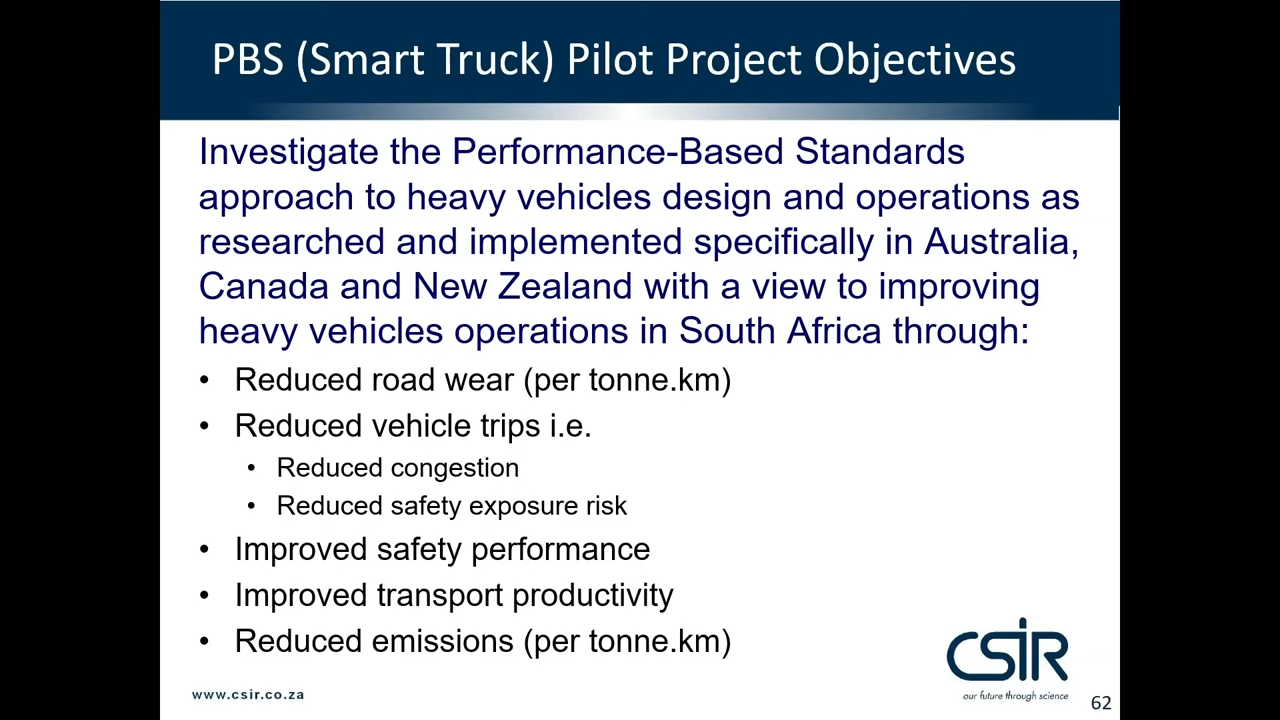 PBS (Smart Truck) Pilot Project Objectives
Investigate the Performance-Based Standards
approach to heavy vehicles design and operations as
researched and implemented specifically in Australia,
Canada and New Zealand with a view to improving
heavy vehicles operations in South Africa through:
• Reduced road wear (per tonne.km)
• Reduced vehicle trips i.e.
• Reduced congestion
• Reduced safety exposure risk
• Improved safety performance
• Improved transport productivity
• Reduced emissions (per tonne.km)
CSIR
our future through science
www.csir.co.za
62